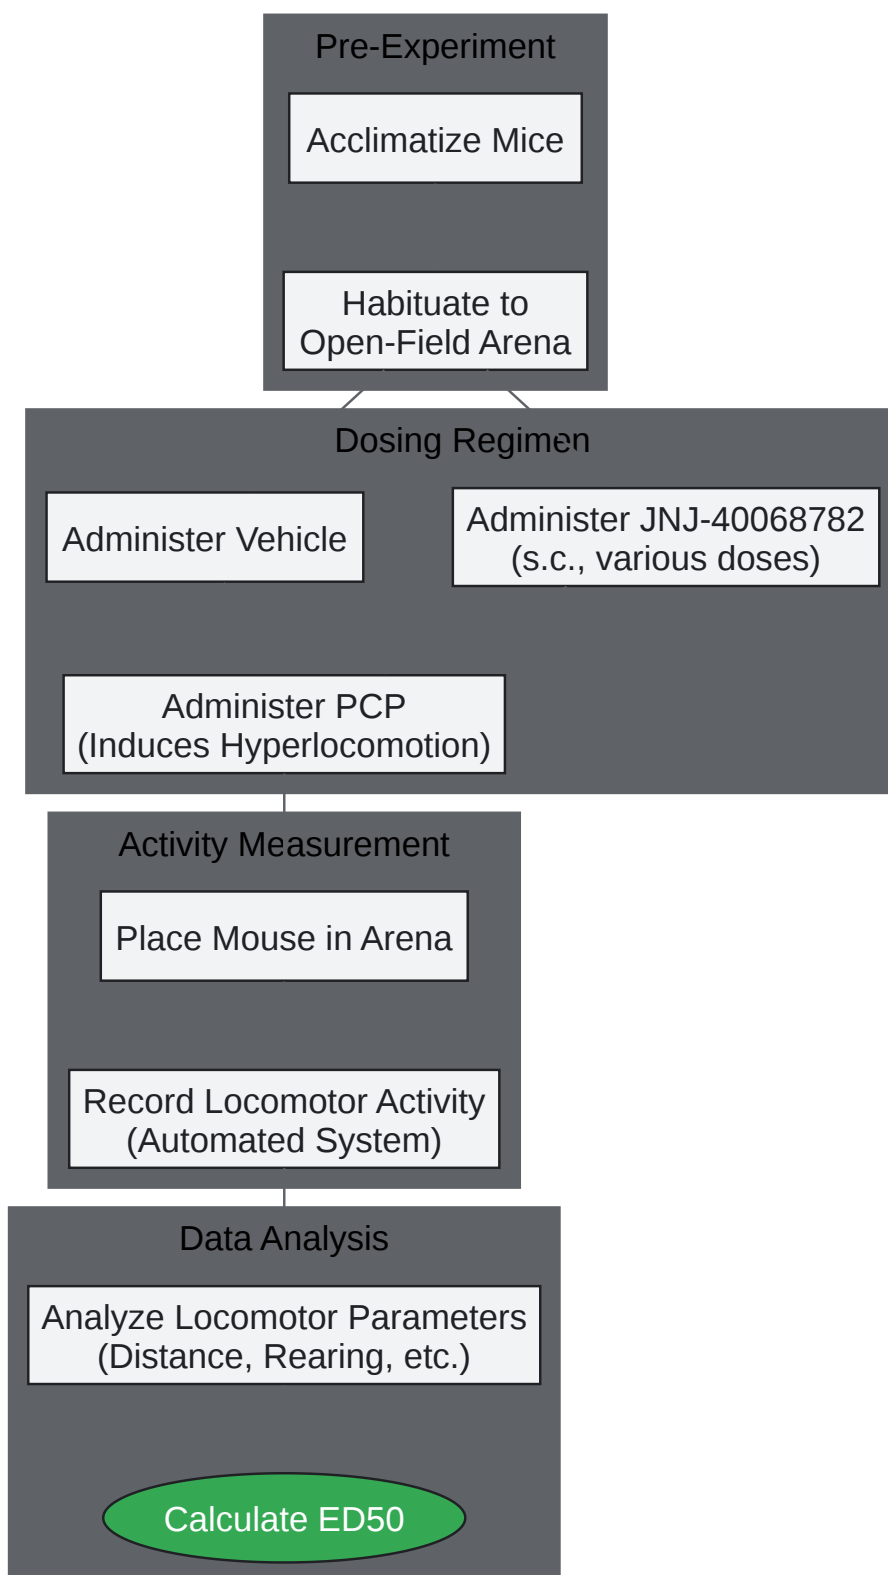 Pre-Experiment
Acclimatize Mice
Habituate to
Open-Field Arena
Dosing Regimen
Administer Vehicle
Administer JNJ-40068782
(s.c., various doses)
Administer PCP
(Induces Hyperlocomotion)
Activity Measurement
Place Mouse in Arena
Record Locomotor Activity
(Automated System)
Data Analysis
Analyze Locomotor Parameters
(Distance, Rearing, etc.)
Calculate ED50